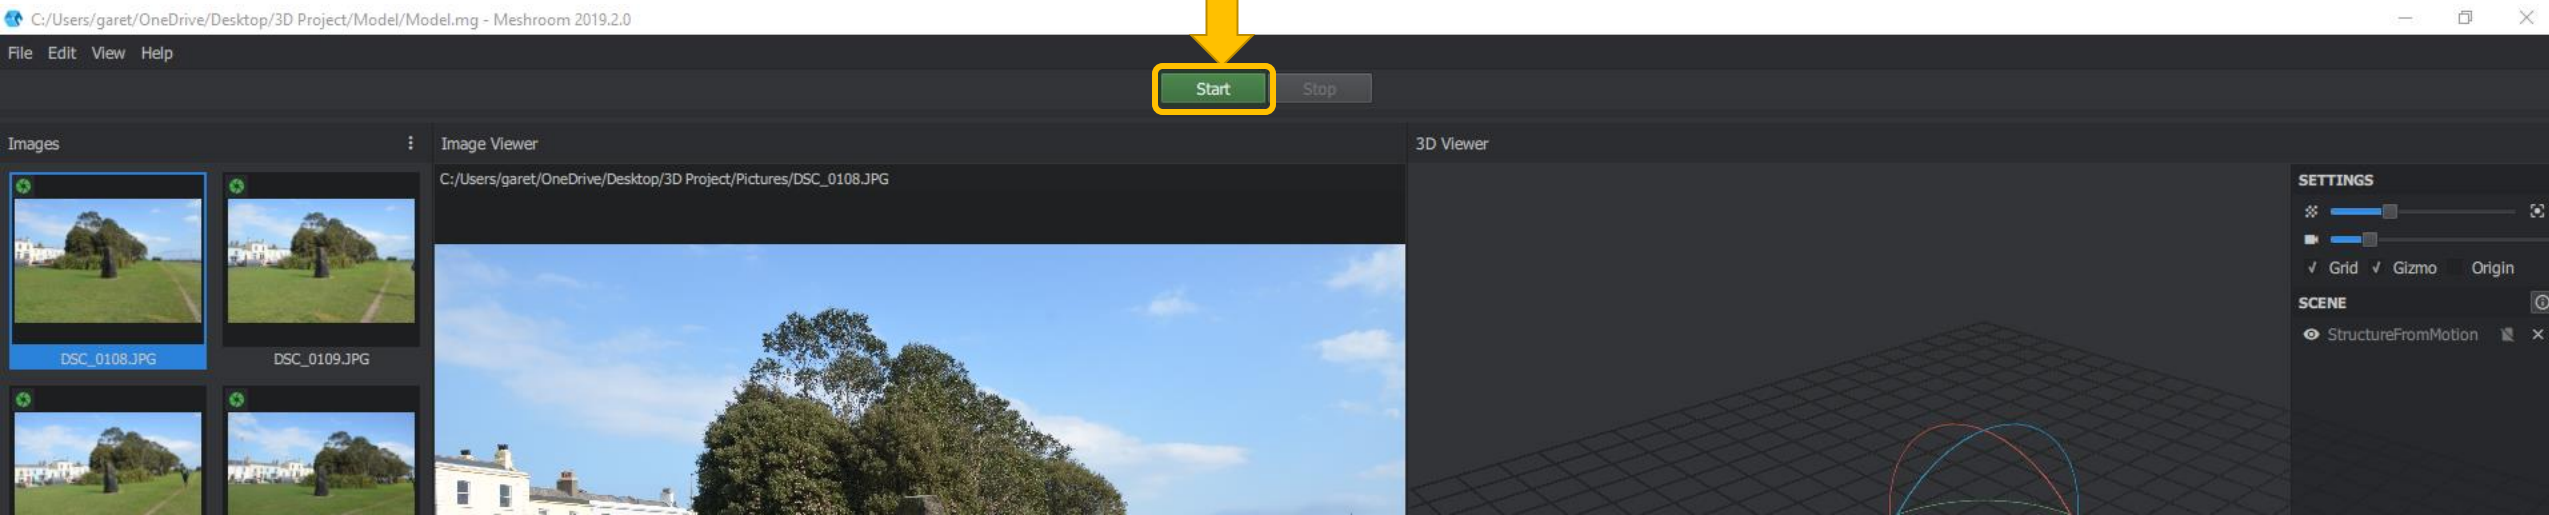 C:/Users/garet/OneDrive/Desktop/3D Project/Model/Model.mg - Meshroom 2019.2.0
File Edit View Help
Start Stop
Images
Image Viewer
3D Viewer
C:/Users/garet/OneDrive/Desktop/3D Project/Pictures/DSC_0108.JPG
DSC_0108.JPG
DSC_0109.JPG
SETTINGS
Grid Gizmo Origin
SCENE
StructureFromMotion